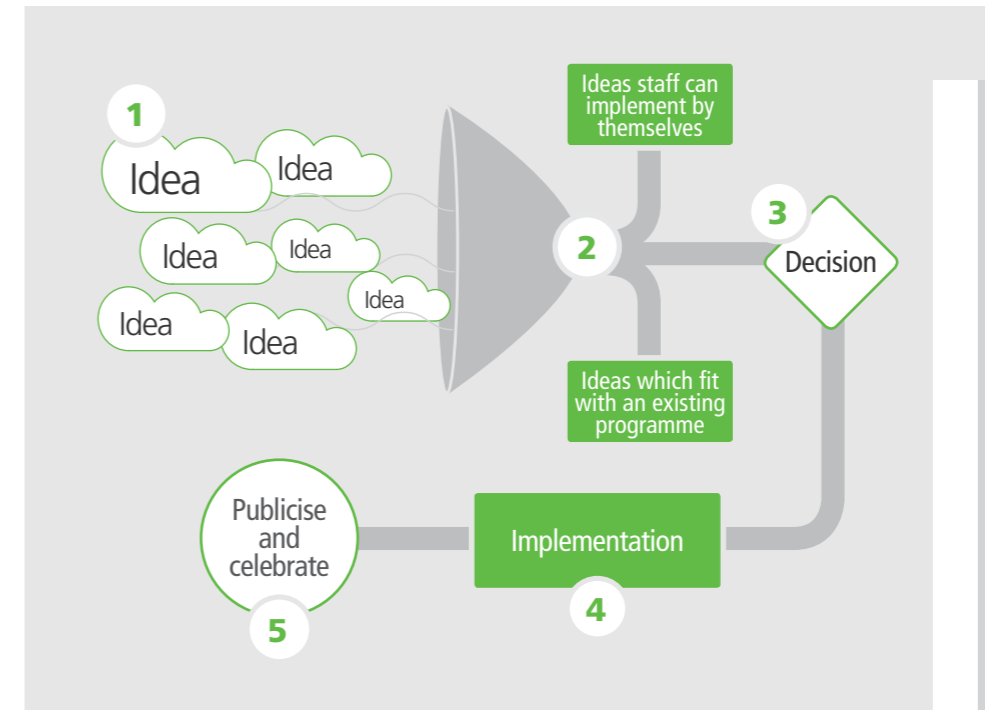 1
Idea
Idea
Idea
Idea
Idea
Idea
Idea
2
Ideas staff can
implement by
themselves
3
Decision
Ideas which fit
with an existing
programme
Implementation
4
Publicise
and
celebrate
5